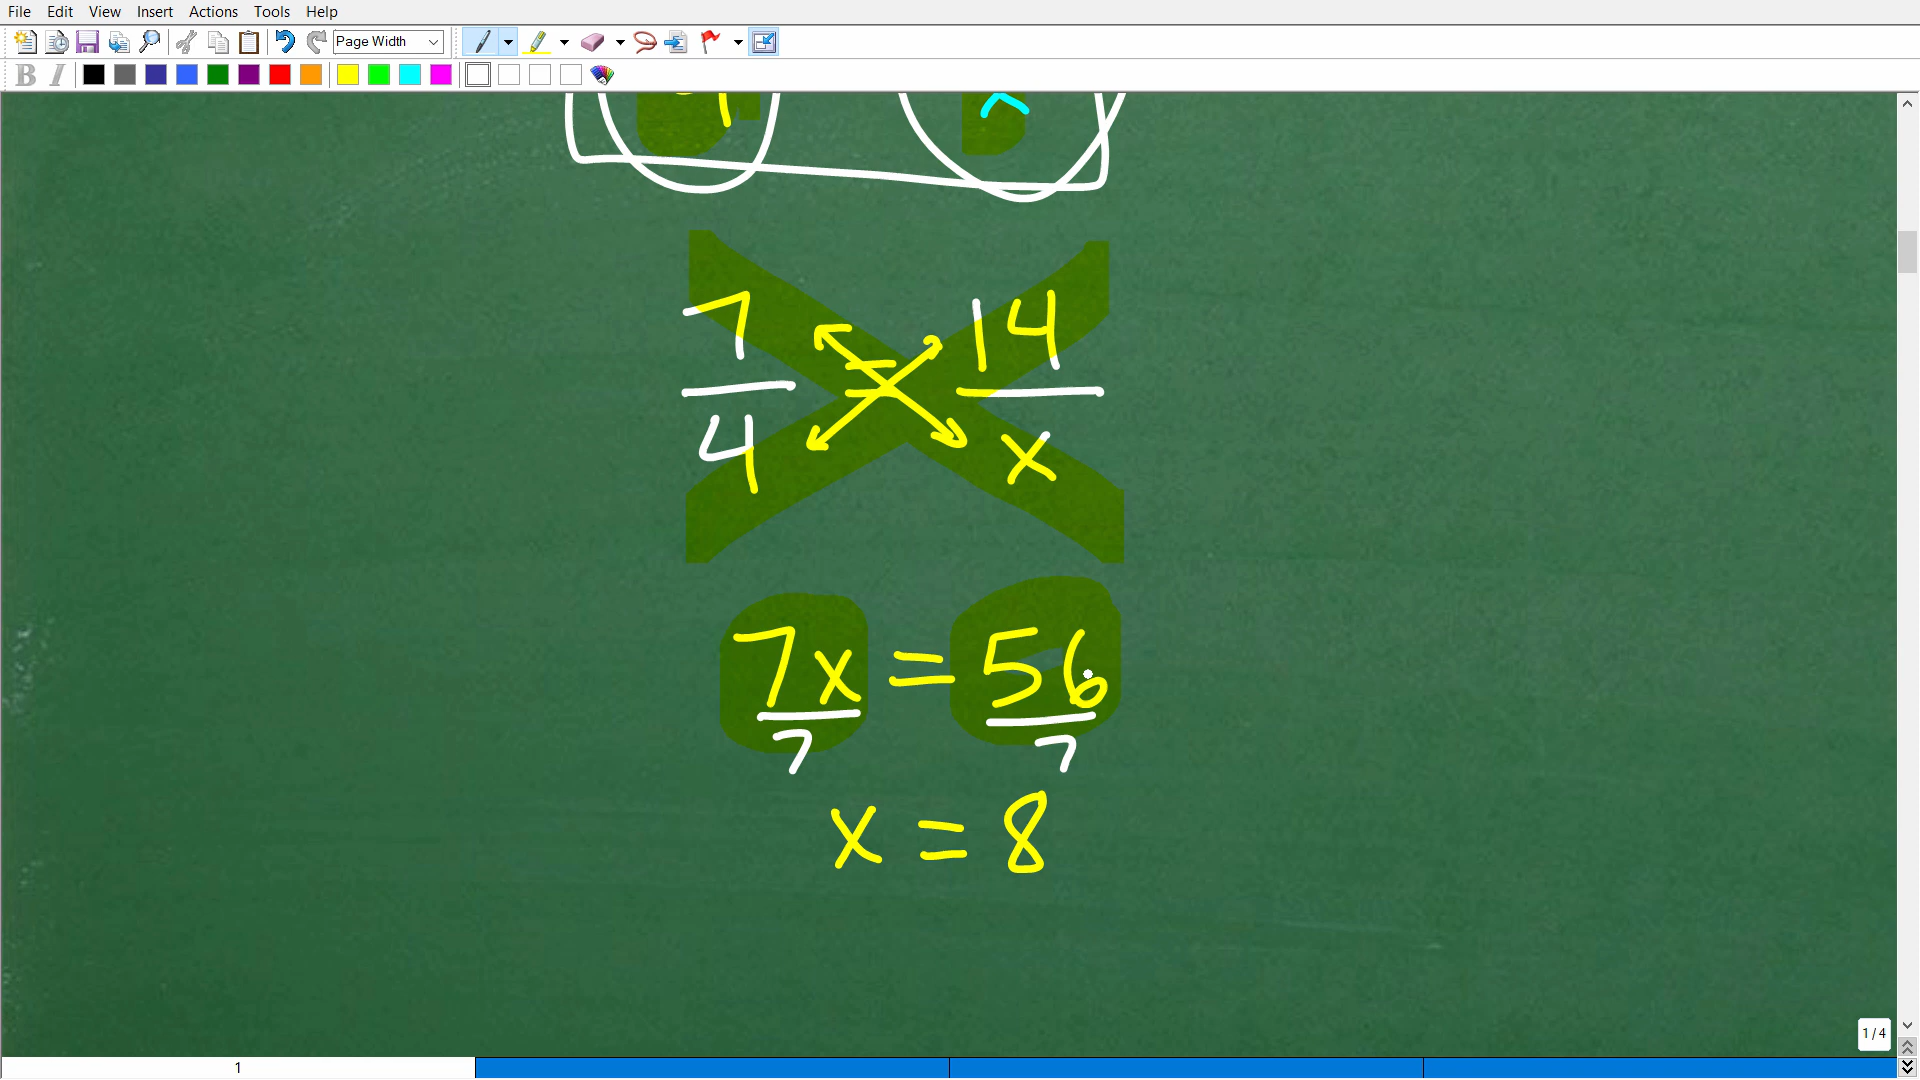 File Edit View Insert Actions Tools Help
Page Width
B I
7 14
— = —
4 x
7x = 56
7 7
x = 8
1 / 4
1